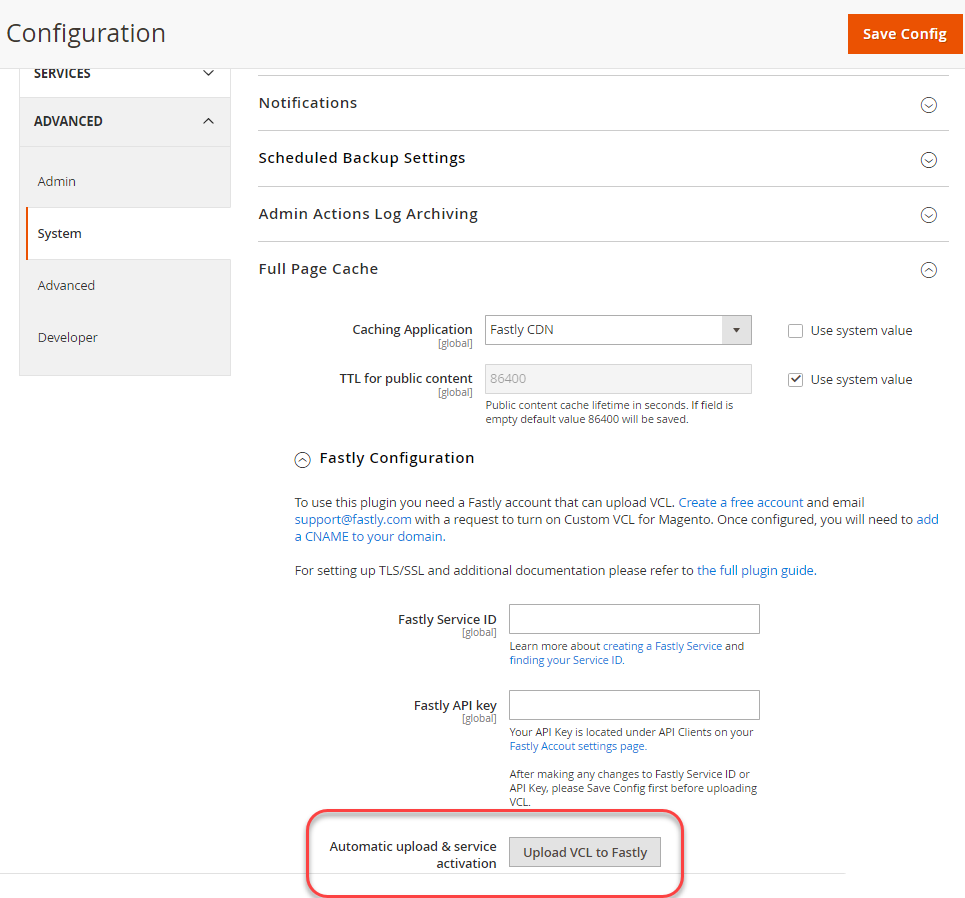 Configuration
Save Config
SERVICES
ADVANCED
Admin
System
Advanced
Developer
Notifications
Scheduled Backup Settings
Admin Actions Log Archiving
Full Page Cache
Caching Application
[global]
Fastly CDN
Use system value
TTL for public content
[global]
86400
Use system value
Public content cache lifetime in seconds. If field is
empty default value 86400 will be saved.
Fastly Configuration
To use this plugin you need a Fastly account that can upload VCL. Create a free account and email
support@fastly.com with a request to turn on Custom VCL for Magento. Once configured, you will need to add
a CNAME to your domain.
For setting up TLS/SSL and additional documentation please refer to the full plugin guide.
Fastly Service ID
[global]
Learn more about creating a Fastly Service and
finding your Service ID.
Fastly API key
[global]
Your API Key is located under API Clients on your
Fastly Accout settings page.
After making any changes to Fastly Service ID or
API Key, please Save Config first before uploading
VCL.
Automatic upload & service
activation
Upload VCL to Fastly